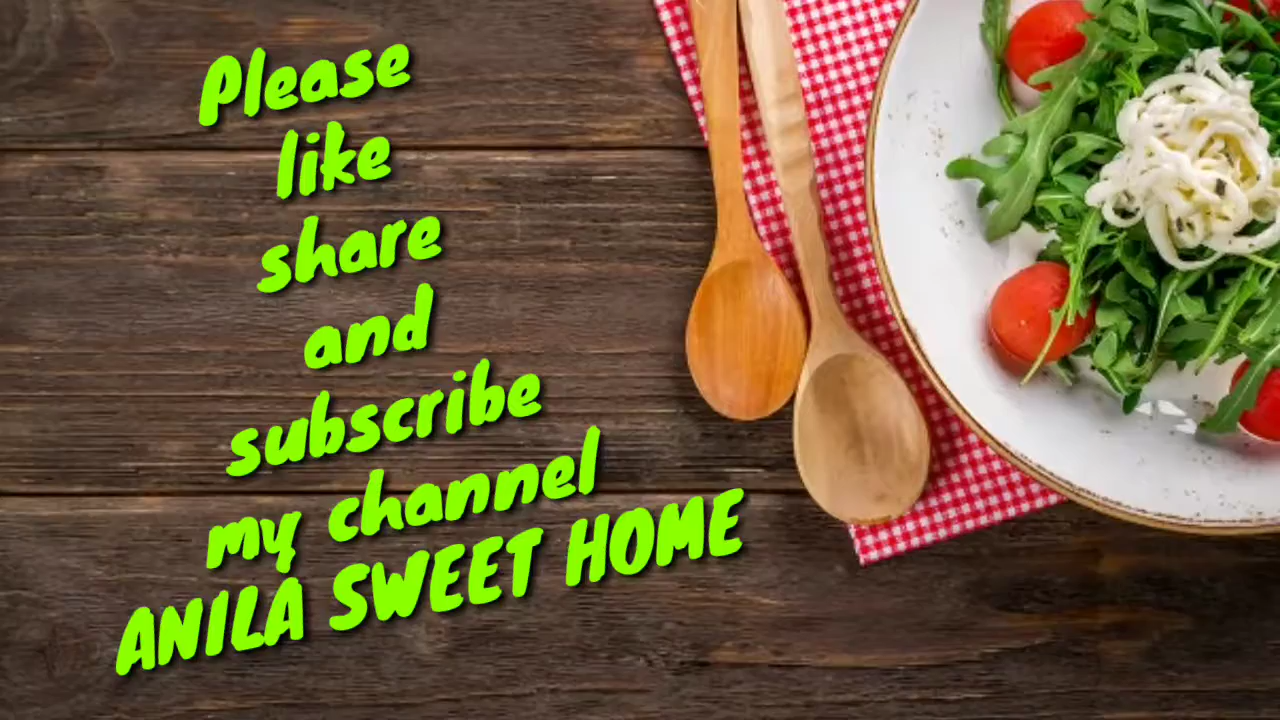 Please
like
share
and
subscribe
my channel
ANILA SWEET HOME